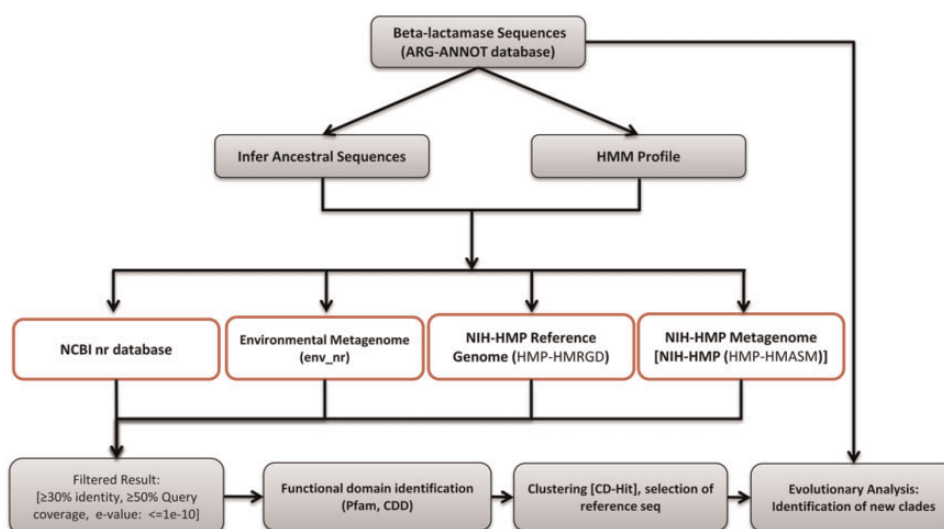 Beta-lactamase Sequences
(ARG-ANNOT database)
Infer Ancestral Sequences
HMM Profile
NCBI nr database
Environmental Metagenome
(env_nr)
NIH-HMP Reference
Genome (HMP-HMRGD)
NIH-HMP Metagenome
[NIH-HMP (HMP-HMASM)]
Filtered Result:
[≥30% identity, ≥50% Query
coverage, e-value: <=1e-10]
Functional domain identification
(Pfam, CDD)
Clustering [CD-Hit], selection of
reference seq
Evolutionary Analysis:
Identification of new clades